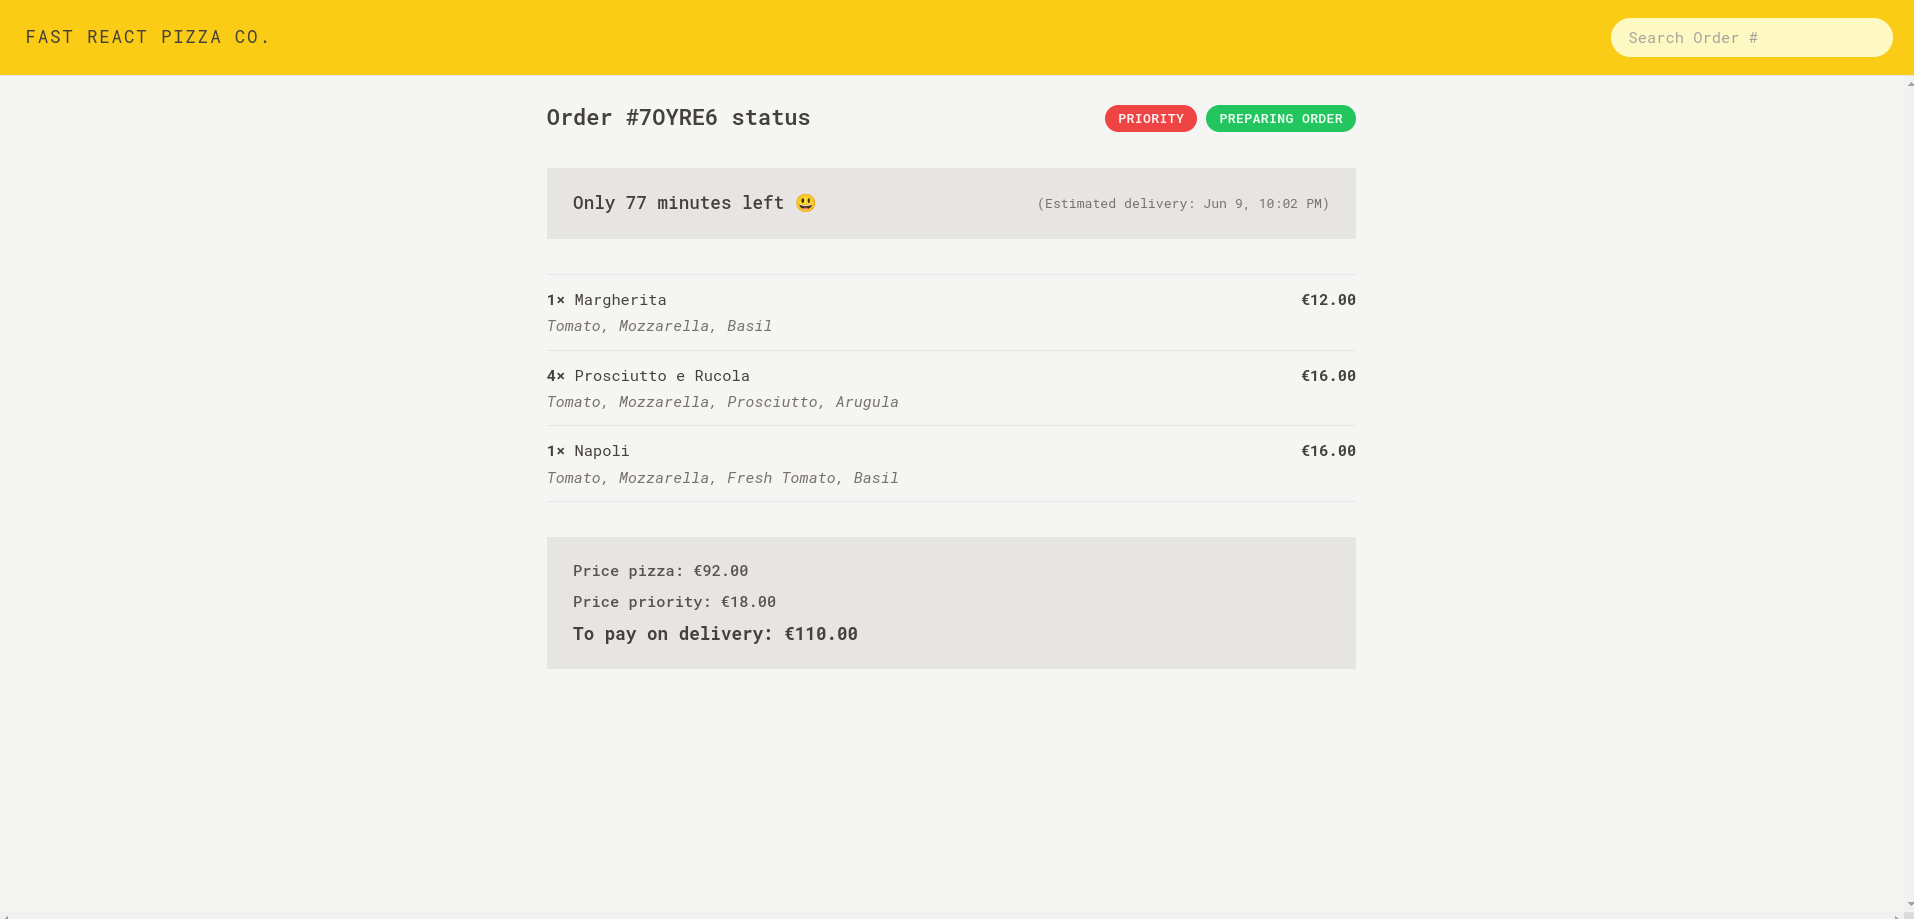 FAST REACT PIZZA CO.
Search Order #
Order #7OYRE6 status
PRIORITY
PREPARING ORDER
Only 77 minutes left 😃
(Estimated delivery: Jun 9, 10:02 PM)
1× Margherita
€12.00
Tomato, Mozzarella, Basil
4× Prosciutto e Rucola
€16.00
Tomato, Mozzarella, Prosciutto, Arugula
1× Napoli
€16.00
Tomato, Mozzarella, Fresh Tomato, Basil
Price pizza: €92.00
Price priority: €18.00
To pay on delivery: €110.00